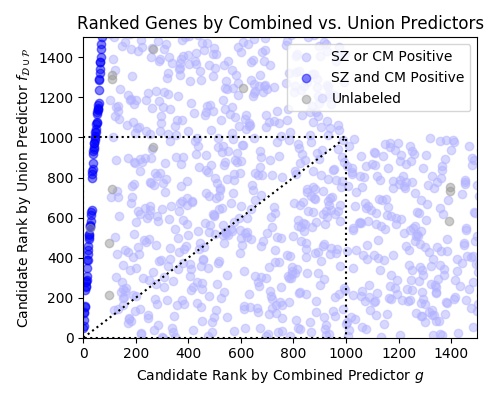 Ranked Genes by Combined vs. Union Predictors
SZ or CM Positive
SZ and CM Positive
Unlabeled
Candidate Rank by Union Predictor f_{D∪P}
1400
1200
1000
800
600
400
200
0
0 200 400 600 800 1000 1200 1400
Candidate Rank by Combined Predictor g